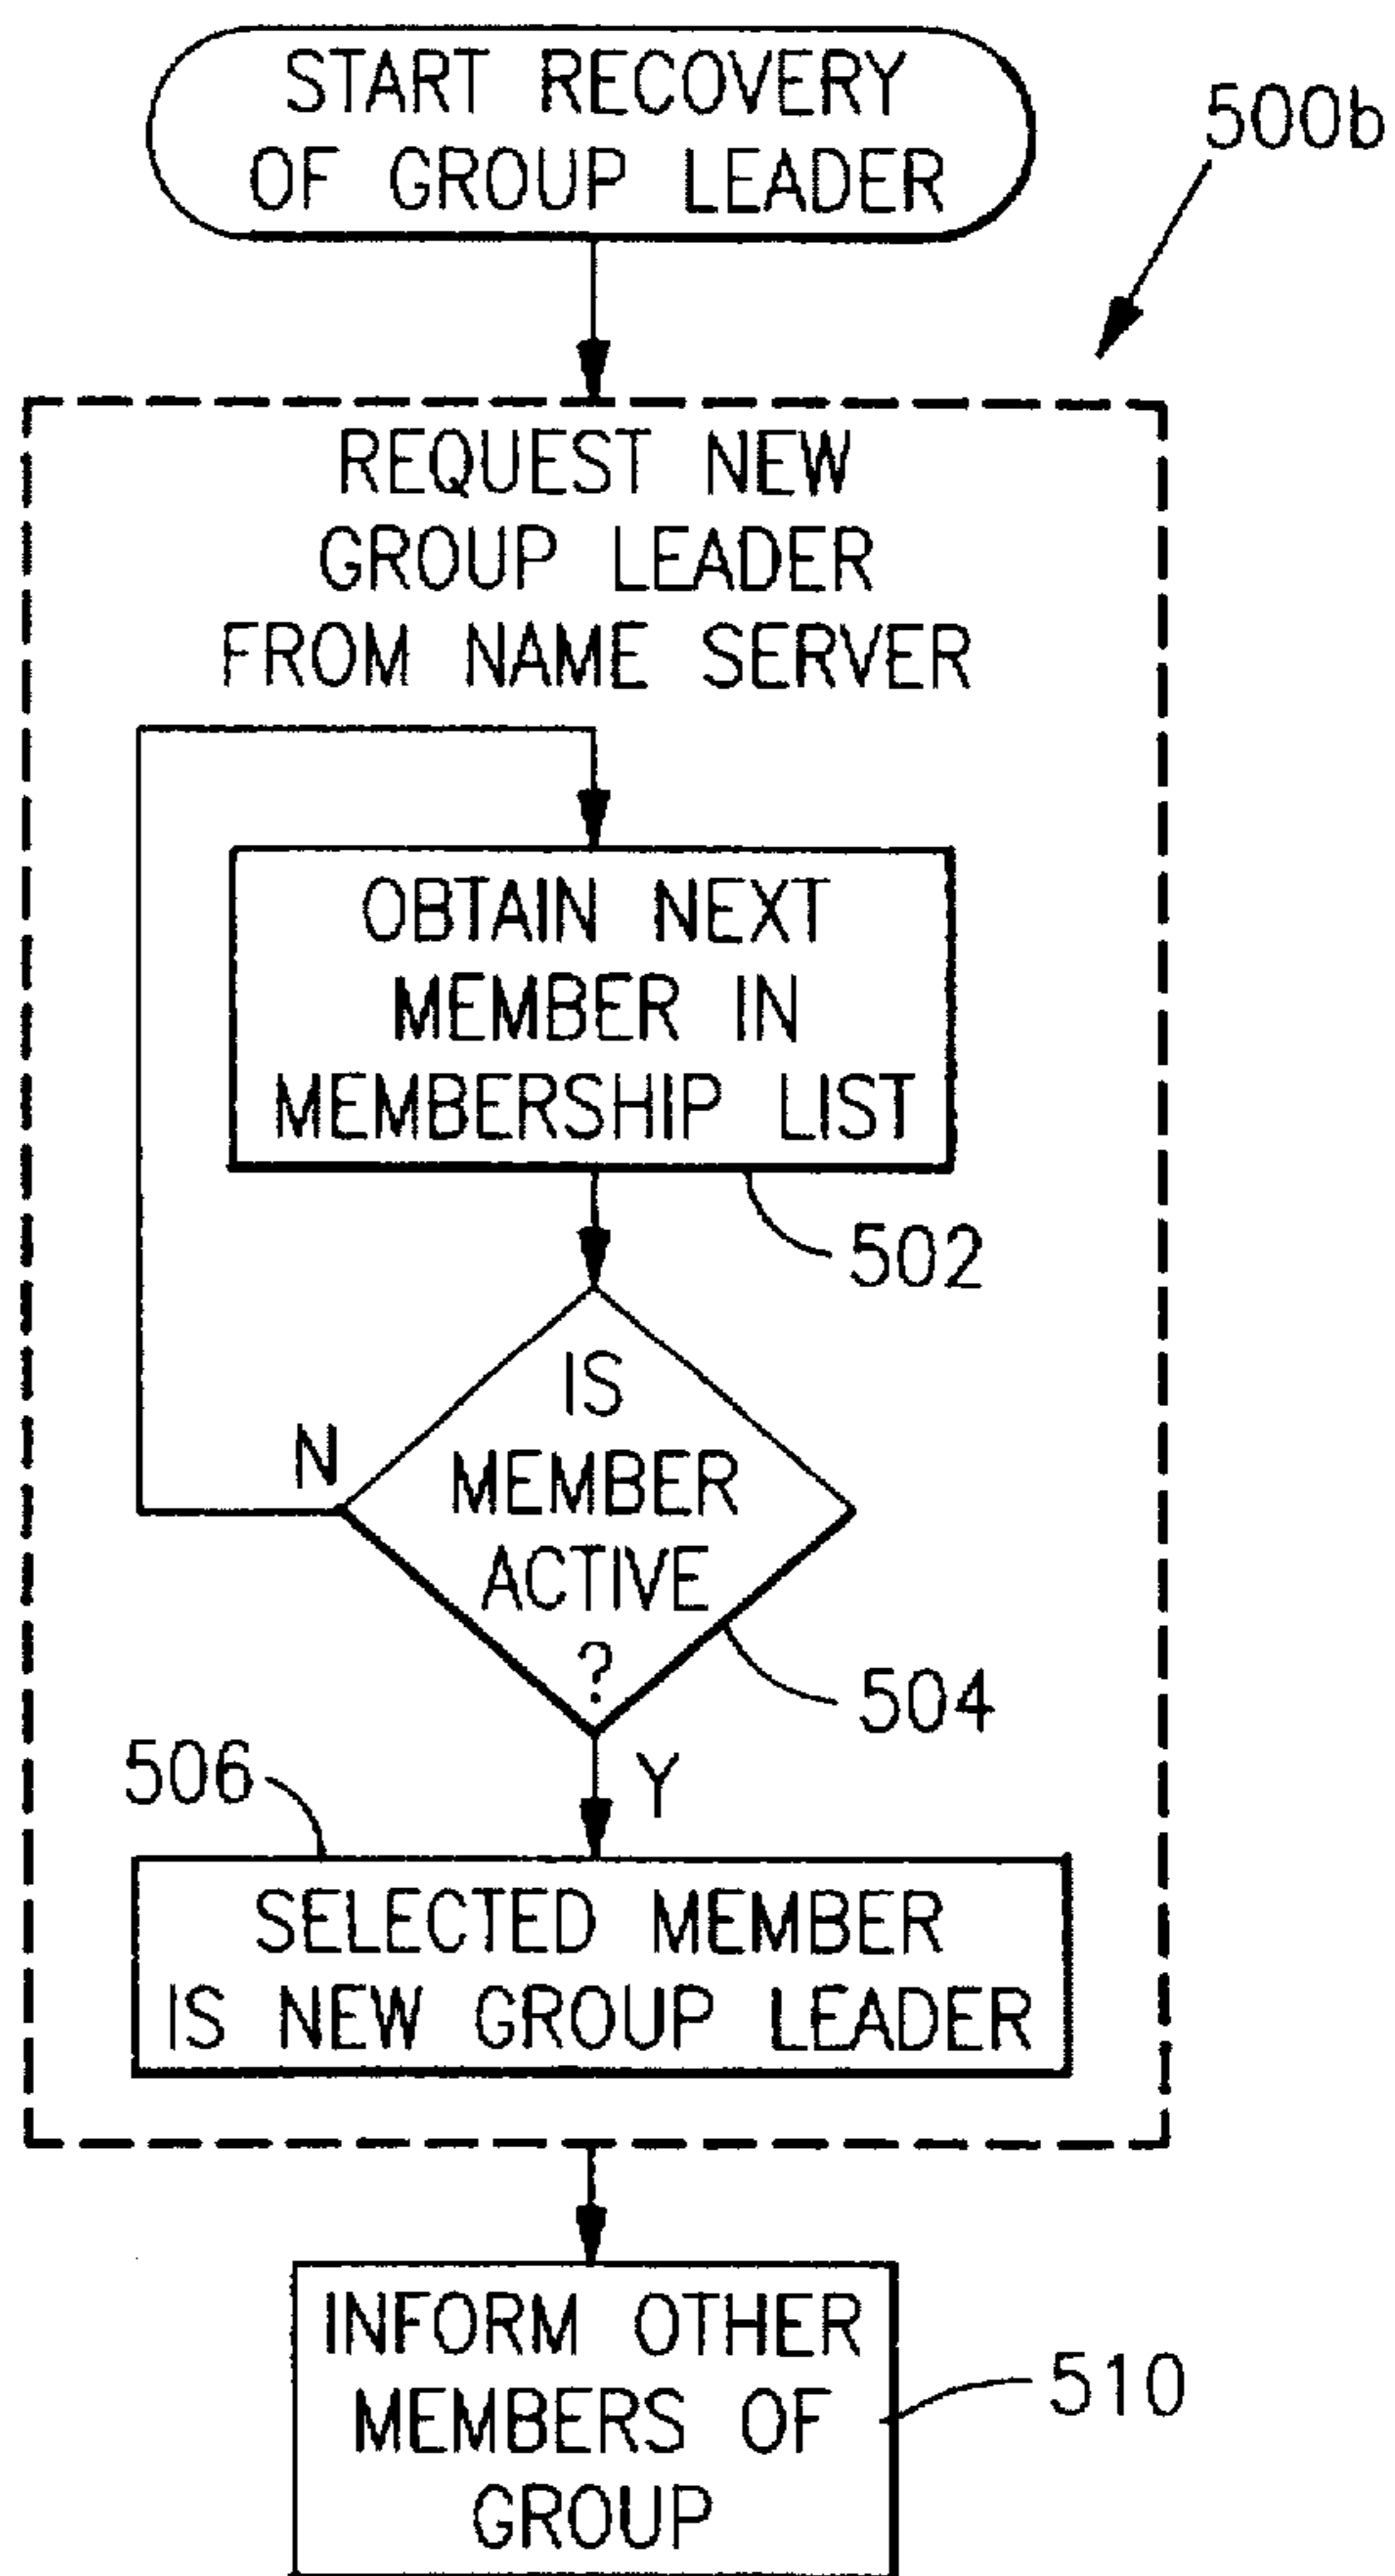 START RECOVERY
OF GROUP LEADER
500b
REQUEST NEW
GROUP LEADER
FROM NAME SERVER
OBTAIN NEXT
MEMBER IN
MEMBERSHIP LIST
502
IS
MEMBER
ACTIVE
?
N
504
Y
506
SELECTED MEMBER
IS NEW GROUP LEADER
INFORM OTHER
MEMBERS OF
GROUP
510